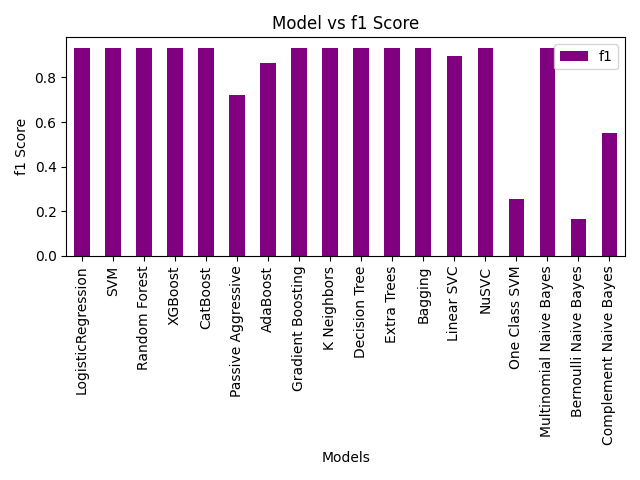 Model vs f1 Score
f1
f1 Score
0.8
0.6
0.4
0.2
0.0
LogisticRegression
SVM
Random Forest
XGBoost
CatBoost
Passive Aggressive
AdaBoost
Gradient Boosting
K Neighbors
Decision Tree
Extra Trees
Bagging
Linear SVC
NuSVC
One Class SVM
Multinomial Naive Bayes
Bernoulli Naive Bayes
Complement Naive Bayes
Models